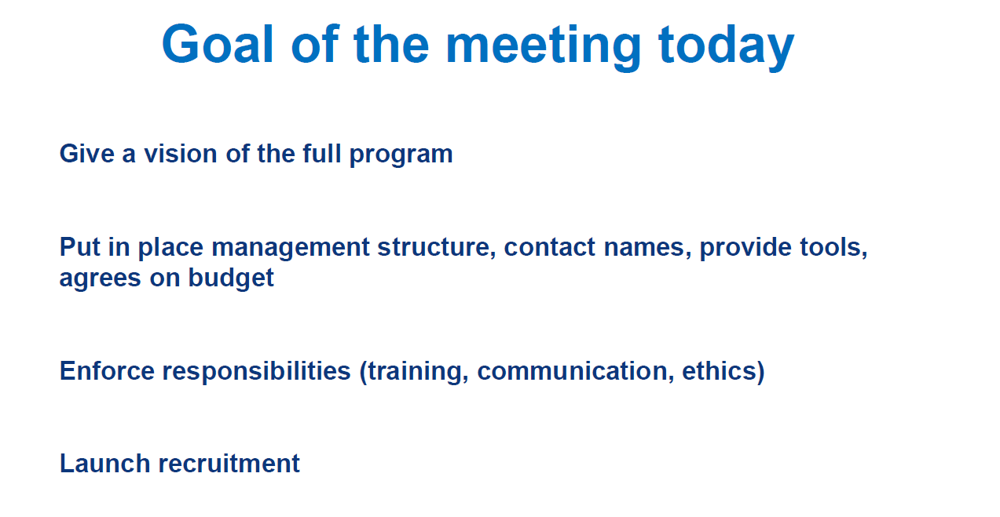 Goal of the meeting today
Give a vision of the full program
Put in place management structure, contact names, provide tools,
agrees on budget
Enforce responsibilities (training, communication, ethics)
Launch recruitment